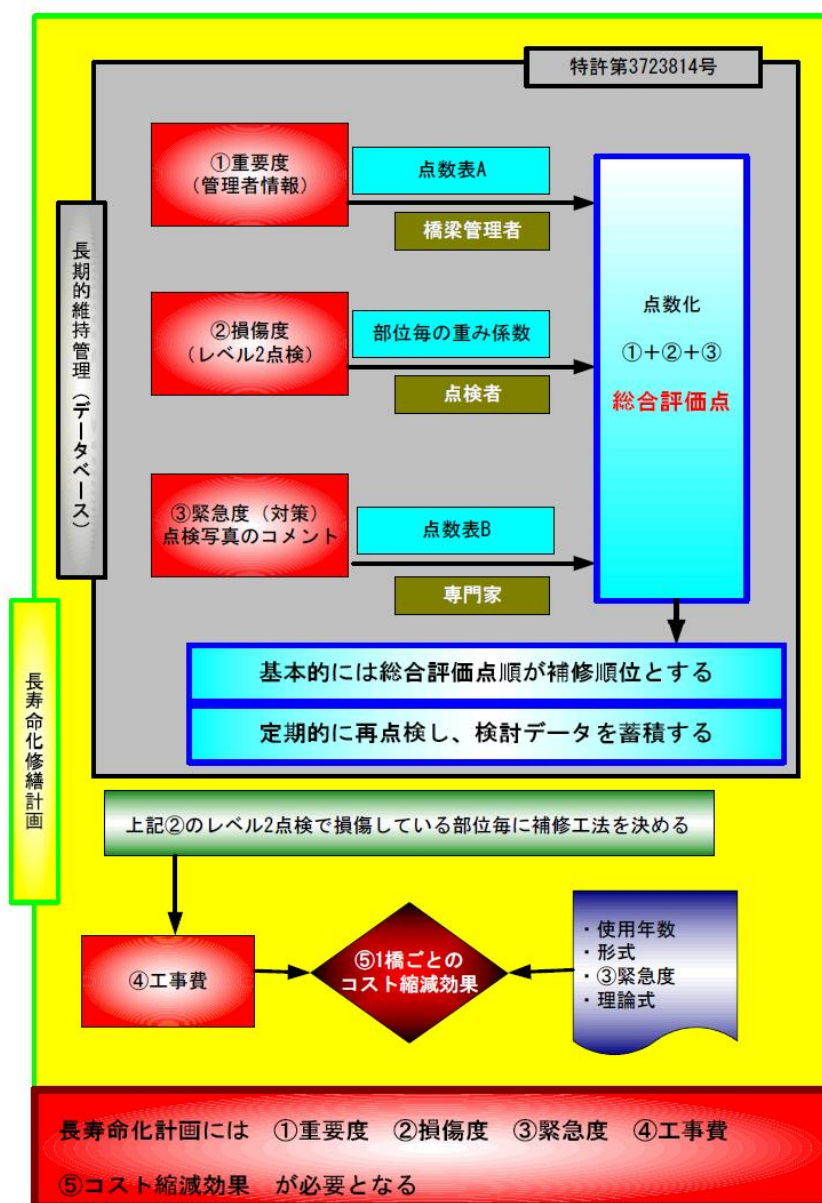 特許第3723814号
長期的維持管理（データベース）
①重要度
（管理者情報）
点数表A
橋梁管理者
②損傷度
（レベル2点検）
部位毎の重み係数
点検者
③緊急度（対策）
点検写真のコメント
点数表B
専門家
点数化
①＋②＋③
総合評価点
基本的には総合評価点順が補修順位とする
定期的に再点検し、検討データを蓄積する
長寿命化修繕計画
上記②のレベル2点検で損傷している部位毎に補修工法を決める
④工事費
⑤1橋ごとの
コスト縮減効果
・使用年数
・形式
・③緊急度
・理論式
長寿命化計画には　①重要度　②損傷度　③緊急度　④工事費
⑤コスト縮減効果　が必要となる